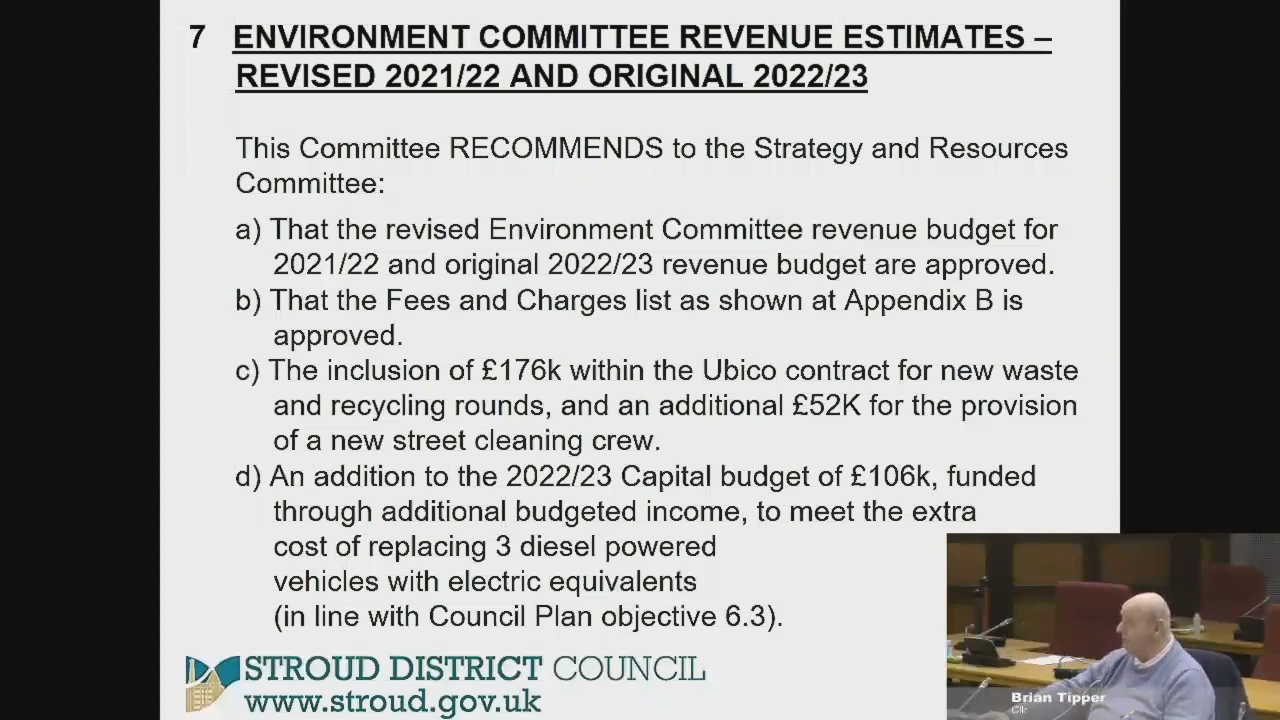 7 ENVIRONMENT COMMITTEE REVENUE ESTIMATES –
REVISED 2021/22 AND ORIGINAL 2022/23
This Committee RECOMMENDS to the Strategy and Resources
Committee:
a) That the revised Environment Committee revenue budget for
2021/22 and original 2022/23 revenue budget are approved.
b) That the Fees and Charges list as shown at Appendix B is
approved.
c) The inclusion of £176k within the Ubico contract for new waste
and recycling rounds, and an additional £52K for the provision
of a new street cleaning crew.
d) An addition to the 2022/23 Capital budget of £106k, funded
through additional budgeted income, to meet the extra
cost of replacing 3 diesel powered
vehicles with electric equivalents
(in line with Council Plan objective 6.3).
STROUD DISTRICT COUNCIL
www.stroud.gov.uk
Brian Tipper
Cllr